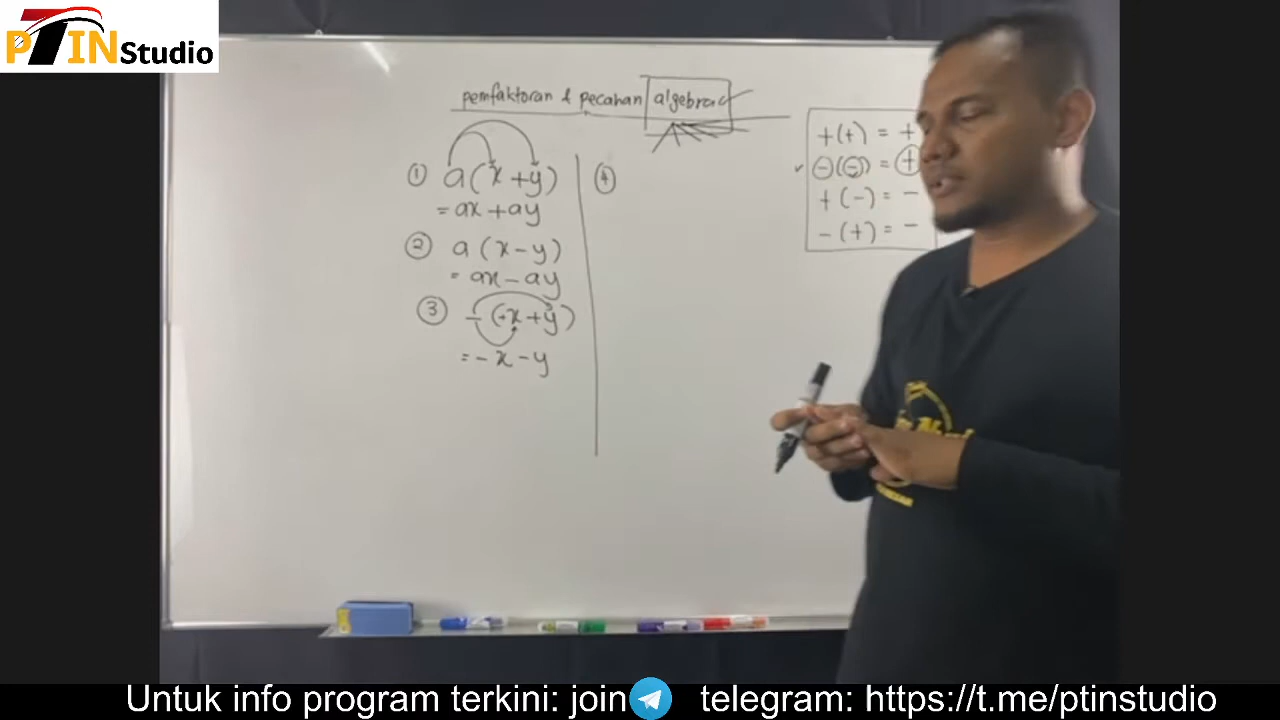 PTIN Studio
pemfaktoran & pecahan algebra
① a(x+y)
= ax + ay
② a(x-y)
= ax - ay
③ -(+x+y)
= -x - y
④
+(+) = +
-(-) = +
+(-) = -
-(+) = -
Untuk info program terkini: join telegram: https://t.me/ptinstudio